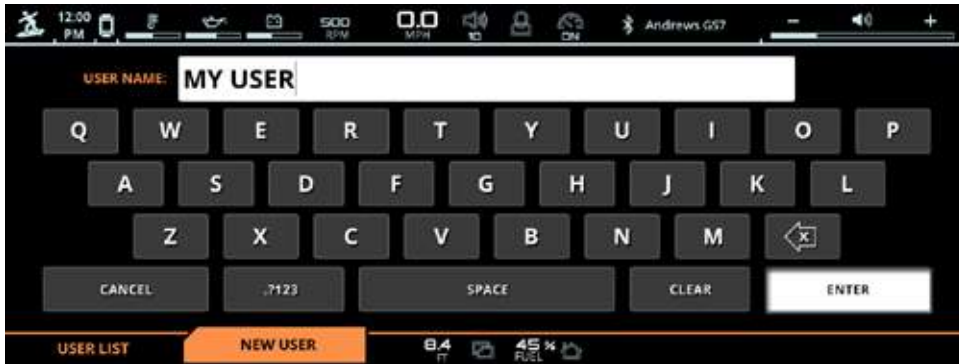 12:00 PM 500 RPM 0.0 MPH 10 ON Andrews GS7 - +
USER NAME: MY USER
Q W E R T Y U I O P
A S D F G H J K L
Z X C V B N M X
CANCEL .?123 SPACE CLEAR ENTER
USER LIST NEW USER 8.4 FT 45% FUEL